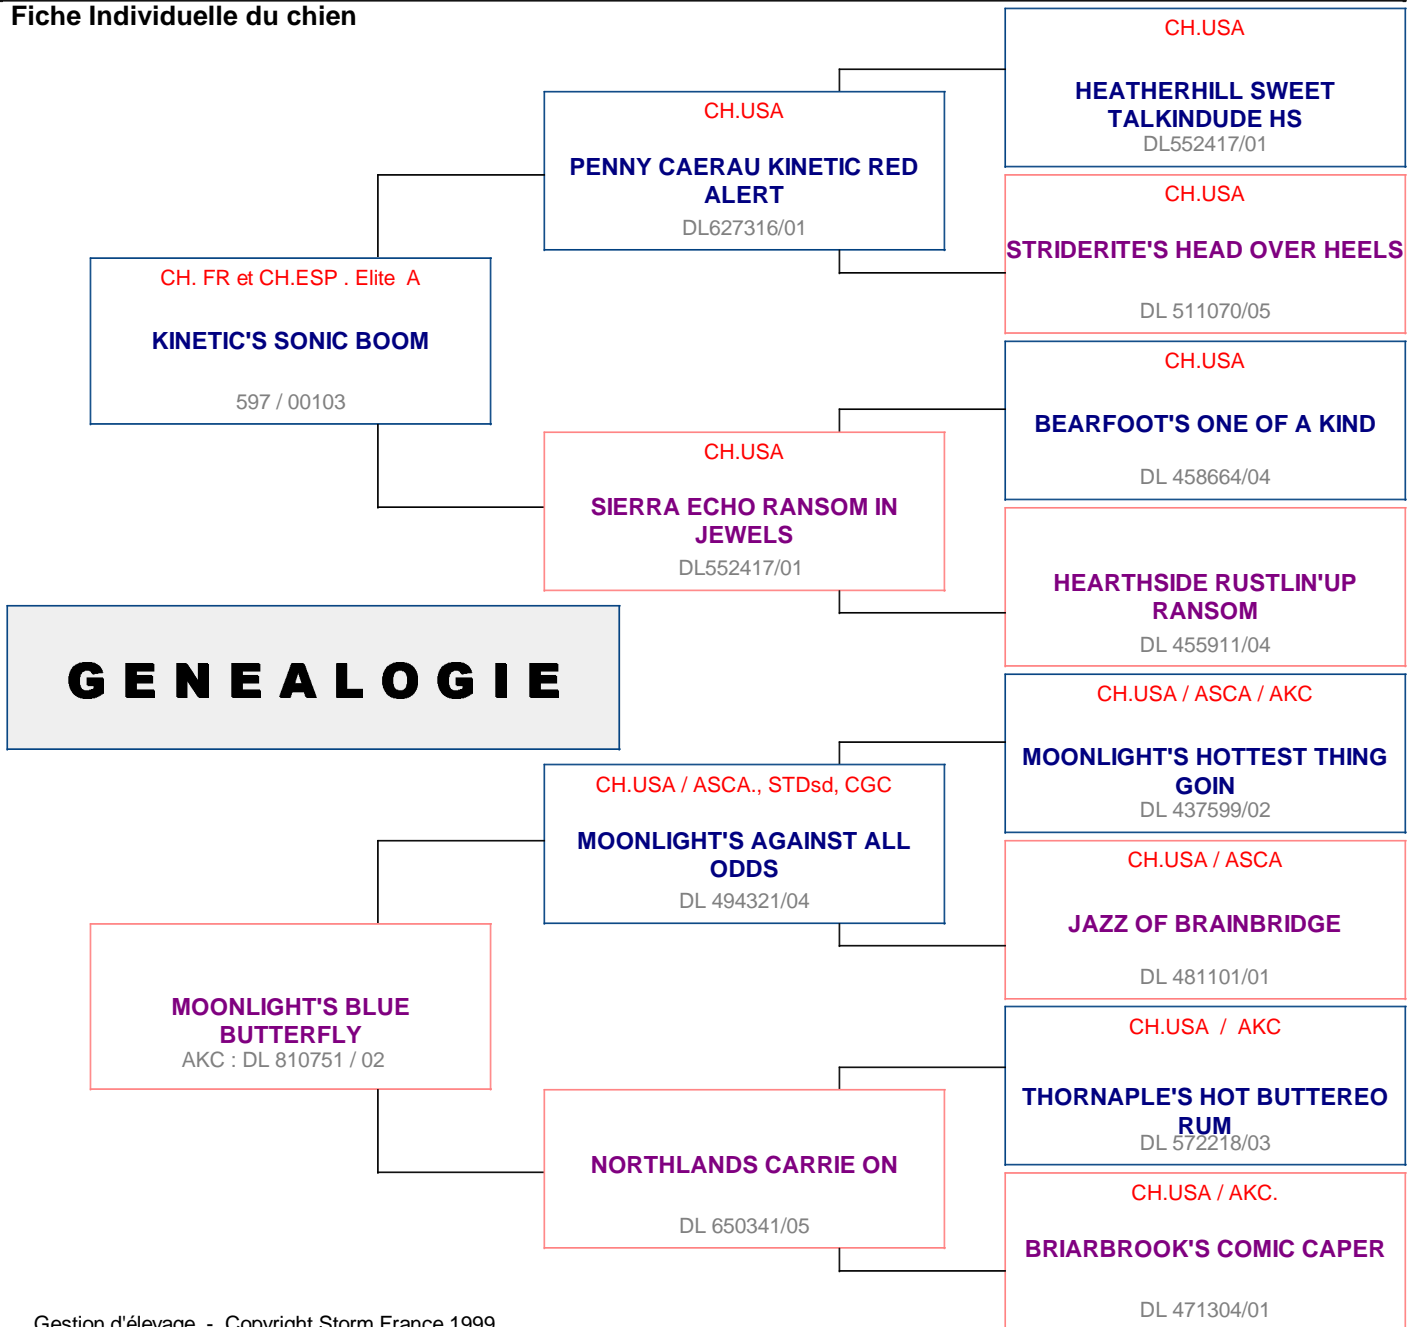 Fiche Individuelle du chien
CH.USA
HEATHERHILL SWEET
TALKINDUDE HS
DL552417/01
CH.USA
PENNY CAERAU KINETIC RED
ALERT
DL627316/01
CH.USA
STRIDERITE'S HEAD OVER HEELS
DL 511070/05
CH. FR et CH.ESP . Elite  A
KINETIC'S SONIC BOOM
597 / 00103
CH.USA
BEARFOOT'S ONE OF A KIND
DL 458664/04
CH.USA
SIERRA ECHO RANSOM IN
JEWELS
DL552417/01
HEARTHSIDE RUSTLIN'UP
RANSOM
DL 455911/04
GENEALOGIE
CH.USA / ASCA / AKC
MOONLIGHT'S HOTTEST THING
GOIN
DL 437599/02
CH.USA / ASCA., STDsd, CGC
MOONLIGHT'S AGAINST ALL
ODDS
DL 494321/04
CH.USA / ASCA
JAZZ OF BRAINBRIDGE
DL 481101/01
MOONLIGHT'S BLUE
BUTTERFLY
AKC : DL 810751 / 02
CH.USA  /  AKC
THORNAPLE'S HOT BUTTEREO
RUM
DL 572218/03
NORTHLANDS CARRIE ON
DL 650341/05
CH.USA / AKC.
BRIARBROOK'S COMIC CAPER
DL 471304/01
Gestion d'élevage  -  Copyright Storm France 1999